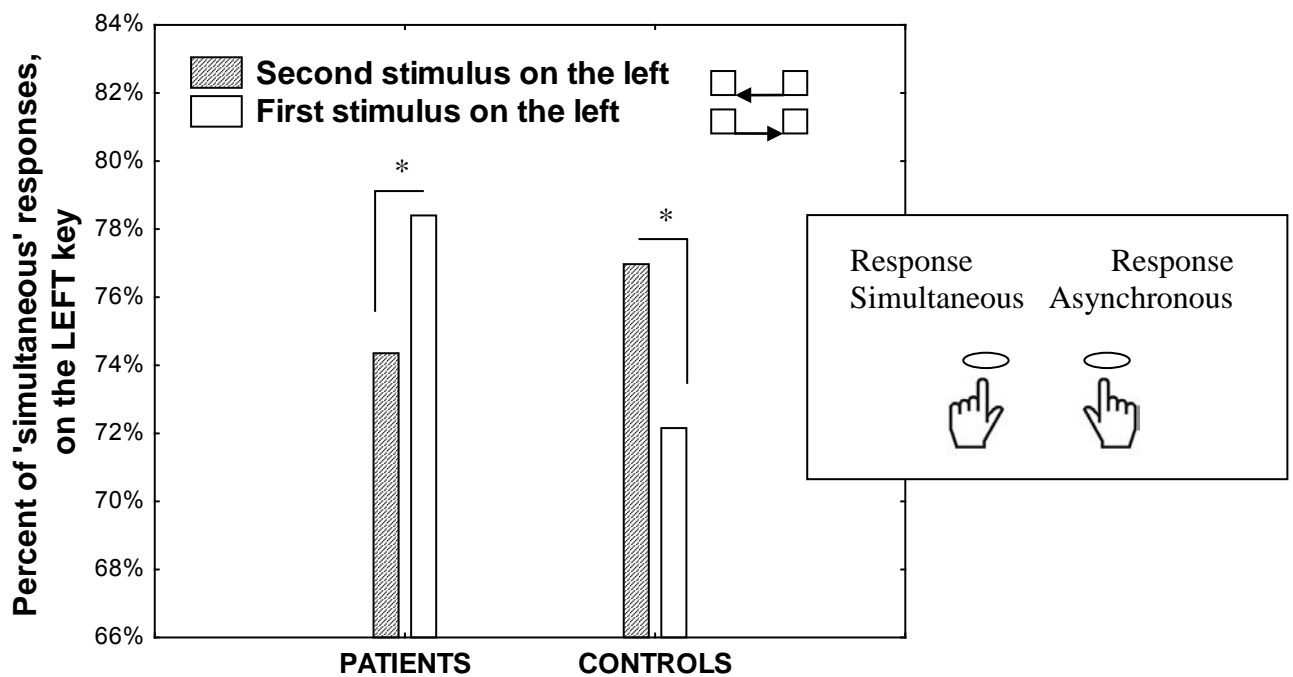 Percent of 'simultaneous' responses,
on the LEFT key
84%
82%
80%
78%
76%
74%
72%
70%
68%
66%
Second stimulus on the left
First stimulus on the left
*
*
PATIENTS CONTROLS
Response Response
Simultaneous Asynchronous